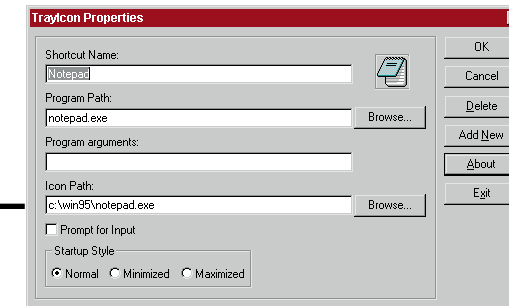 TrayIcon Properties
Shortcut Name:
Notepad
Program Path:
notepad.exe
Browse...
Program arguments:
Icon Path:
c:\win95\notepad.exe
Browse...
Prompt for Input
Startup Style
Normal Minimized Maximized
OK
Cancel
Delete
Add New
About
Exit